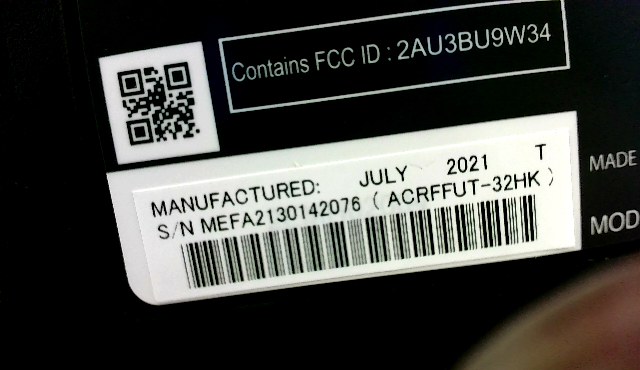 Contains FCC ID : 2AU3BU9W34
MANUFACTURED: JULY 2021 T
S/N MEFA2130142076 ( ACRFFUT-32HK )
MADE
MOD